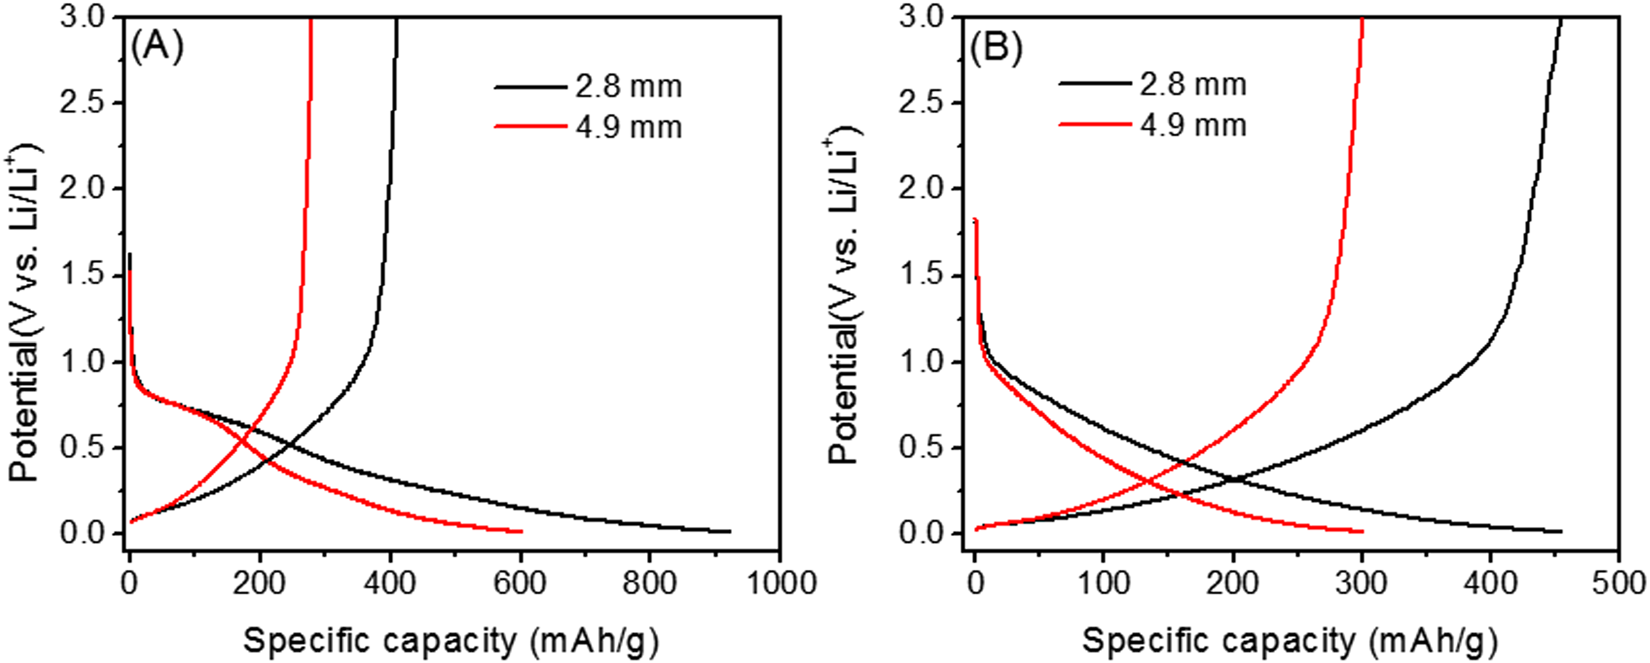 (A)
2.8 mm
4.9 mm
3.0
2.5
2.0
1.5
1.0
0.5
0.0
Potential(V vs. Li/Li⁺)
0 200 400 600 800 1000
Specific capacity (mAh/g)
(B)
2.8 mm
4.9 mm
3.0
2.5
2.0
1.5
1.0
0.5
0.0
Potential(V vs. Li/Li⁺)
0 100 200 300 400 500
Specific capacity (mAh/g)